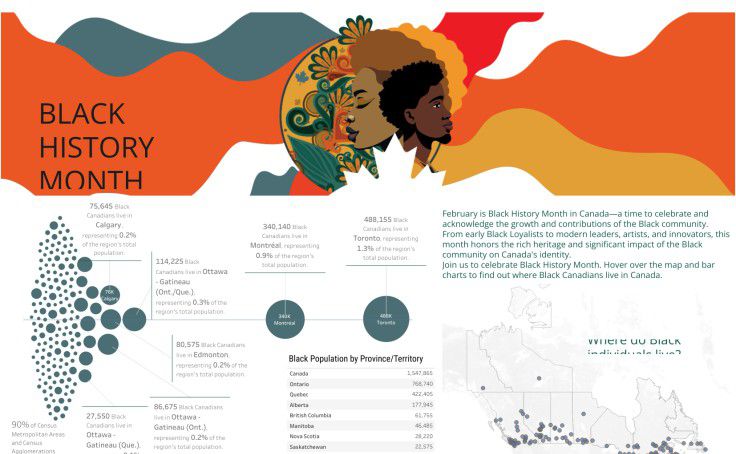 BLACK
HISTORY
MONTH
75,645 Black
Canadians live in
Calgary,
representing 0.2%
of the region's total
population.
114,225 Black
Canadians live in Ottawa
- Gatineau
(Ont./Que.),
representing 0.3% of the
region's total population.
340,140
Black Canadians live in
Montréal, representing
0.9% of the region's
total population.
488,155 Black
Canadians live in
Toronto, representing
1.3% of the region's
total population.
76K
Calgary
340K
Montréal
488K
Toronto
80,575 Black Canadians
live in Edmonton
representing 0.2% of the
region's total population.
86,675 Black Canadians
live in Ottawa -
Gatineau (Ont.)
representing 0.2% of the
region's total population.
27,550 Black
Canadians live in
Ottawa -
Gatineau (Que.)
90% of Census
Metropolitan Areas
and Census
Agglomerations
February is Black History Month in Canada—a time to celebrate and
acknowledge the growth and contributions of the Black community.
From early Black Loyalists to modern leaders, artists, and innovators, this
month honors the rich heritage and significant impact of the Black
community on Canada's identity.
Join us to celebrate Black History Month. Hover over the map and bar
charts to find out where Black Canadians live in Canada.
Where do Black
individuals live?
Black Population by Province/Territory
Canada 1,547,865
Ontario 768,740
Quebec 422,405
Alberta 177,945
British Columbia 61,755
Manitoba 46,485
Nova Scotia 28,220
Saskatchewan 22,575